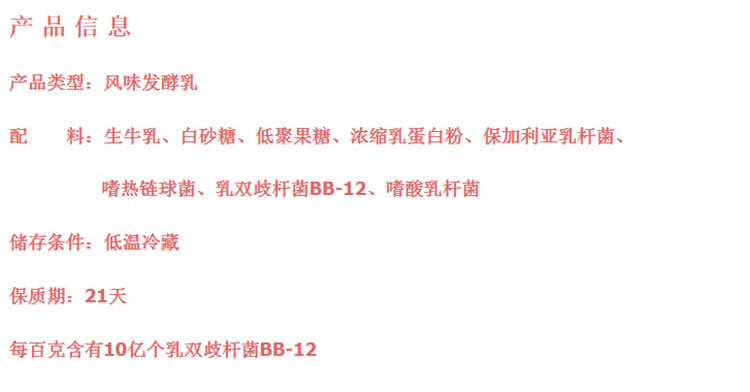 产品信息
产品类型：风味发酵乳
配　　料：生牛乳、白砂糖、低聚果糖、浓缩乳蛋白粉、保加利亚乳杆菌、
嗜热链球菌、乳双歧杆菌BB-12、嗜酸乳杆菌
储存条件：低温冷藏
保质期：21天
每百克含有10亿个乳双歧杆菌BB-12